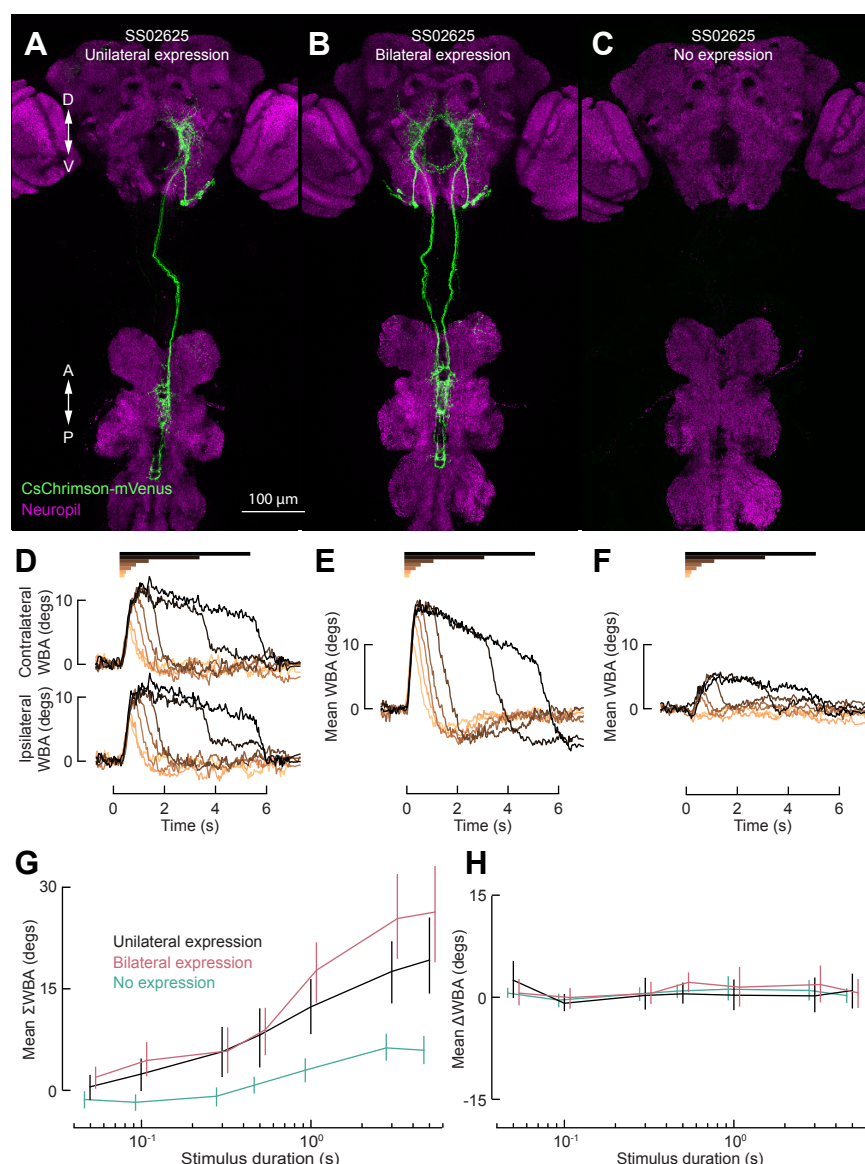 A
SS02625
Unilateral expression
B
SS02625
Bilateral expression
C
SS02625
No expression
D
V
A
P
CsChrimson-mVenus
Neuropil
100 μm
D
E
F
Contralateral
WBA (degs)
10
0
Ipsilateral
WBA (degs)
10
0
0
2
4
6
Time (s)
Mean WBA (degs)
10
0
0
2
4
6
Time (s)
Mean WBA (degs)
10
0
0
2
4
6
Time (s)
G
Mean ΣWBA (degs)
30
15
0
Unilateral expression
Bilateral expression
No expression
10-1
100
Stimulus duration (s)
H
Mean ΔWBA (degs)
15
0
-15
10-1
100
Stimulus duration (s)